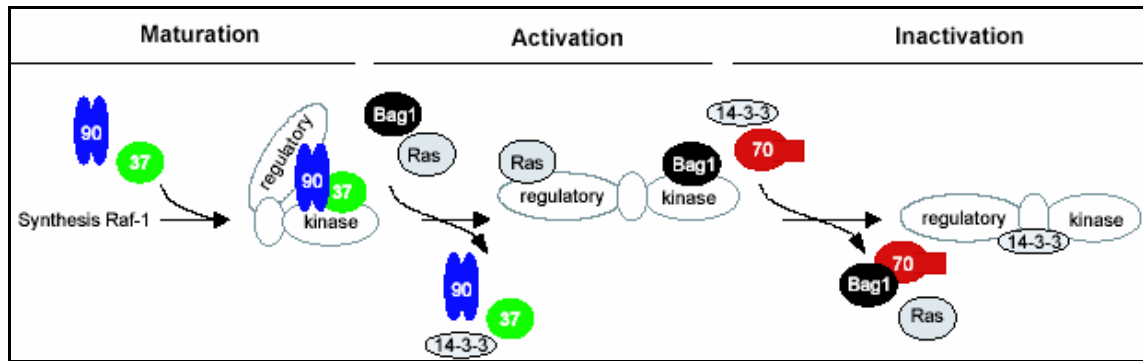 Maturation
Activation
Inactivation
90
37
Synthesis Raf-1
regulatory
90
37
kinase
Bag1
Ras
90
37
14-3-3
Ras
regulatory
Bag1
kinase
14-3-3
70
Bag1
70
Ras
regulatory
kinase
14-3-3